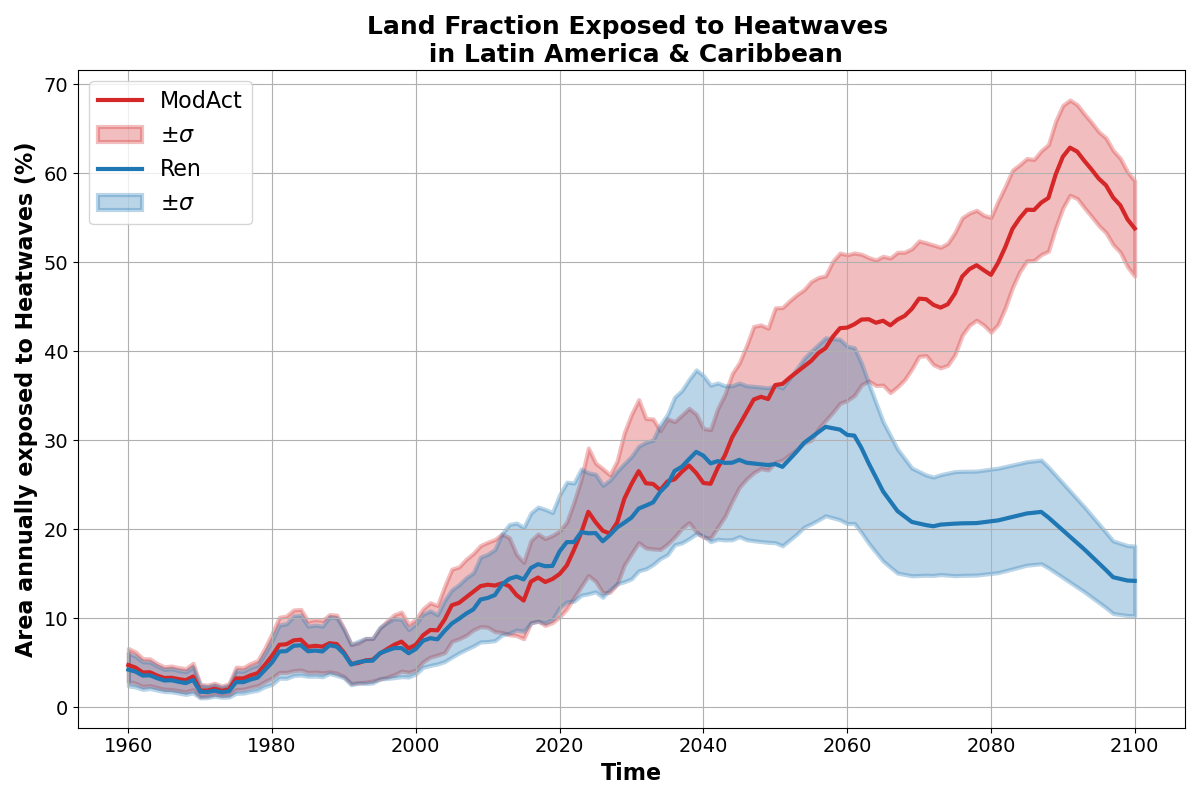 Land Fraction Exposed to Heatwaves
in Latin America & Caribbean
Area annually exposed to Heatwaves (%)
70
60
50
40
30
20
10
0
ModAct
±σ
Ren
±σ
1960 1980 2000 2020 2040 2060 2080 2100
Time